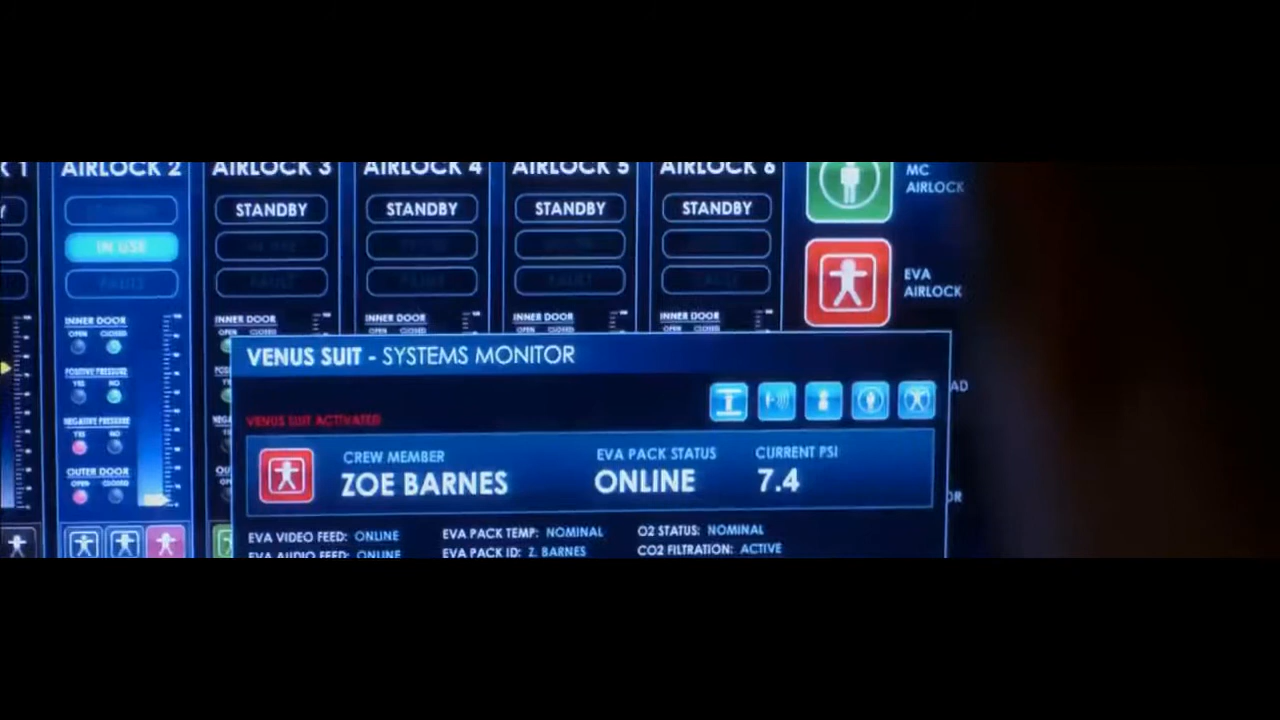 AIRLOCK 2
AIRLOCK 3
AIRLOCK 4
AIRLOCK 5
AIRLOCK 6
MC
AIRLOCK
STANDBY
STANDBY
STANDBY
STANDBY
IN USE
EVA
AIRLOCK
INNER DOOR
INNER DOOR
INNER DOOR
INNER DOOR
INNER DOOR
OPEN CLOSED
OPEN CLOSED
OPEN CLOSED
OPEN CLOSED
OPEN CLOSED
VENUS SUIT - SYSTEMS MONITOR
POSITIVE PRESSURE
YES NO
VENUS SUIT ACTIVATED
NEGATIVE PRESSURE
YES NO
CREW MEMBER
ZOE BARNES
EVA PACK STATUS
ONLINE
CURRENT PSI
7.4
OUTER DOOR
OPEN CLOSED
EVA VIDEO FEED: ONLINE
EVA PACK TEMP: NOMINAL
O2 STATUS: NOMINAL
EVA AUDIO FEED: ONLINE
EVA PACK ID: Z. BARNES
CO2 FILTRATION: ACTIVE